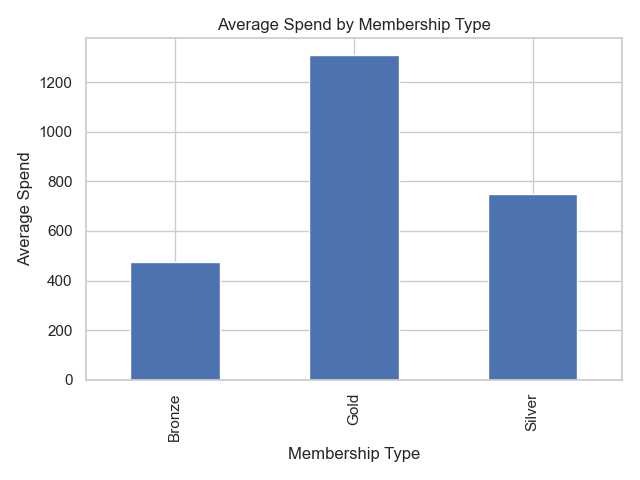 Average Spend by Membership Type
Average Spend
1200
1000
800
600
400
200
0
Bronze
Gold
Silver
Membership Type